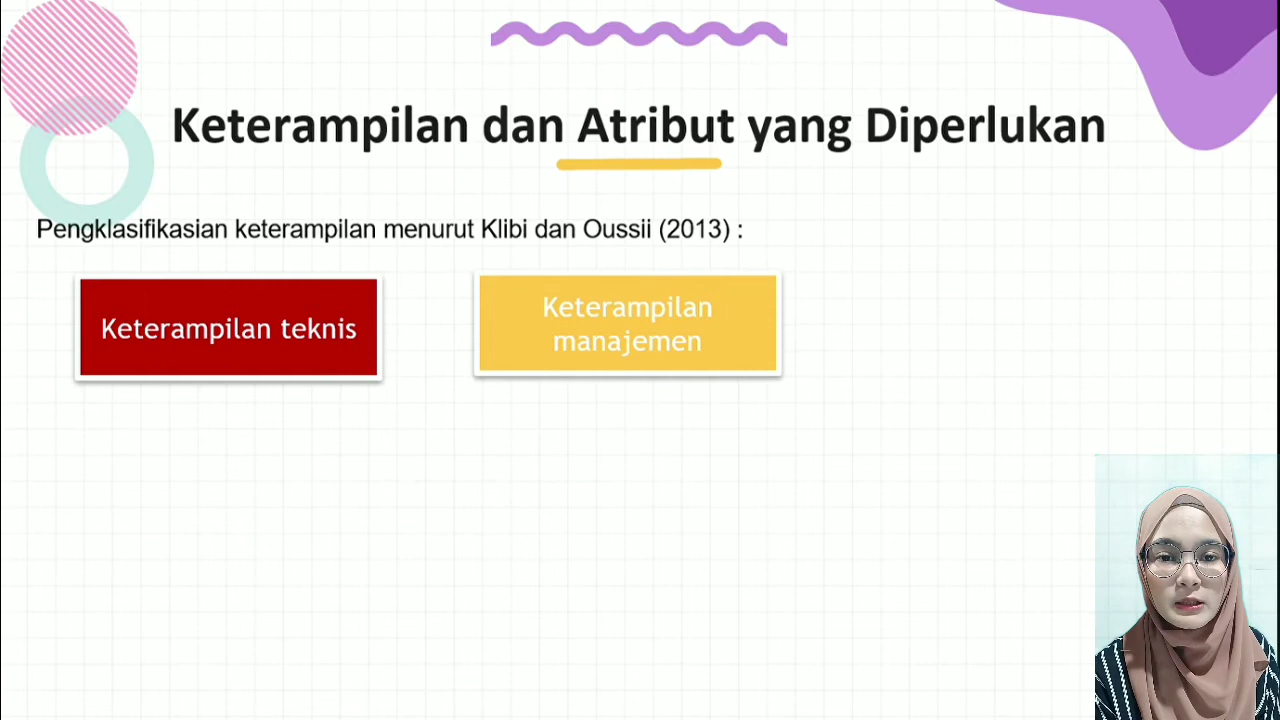 Keterampilan dan Atribut yang Diperlukan
Pengklasifikasian keterampilan menurut Klibi dan Oussii (2013) :
Keterampilan teknis
Keterampilan
manajemen